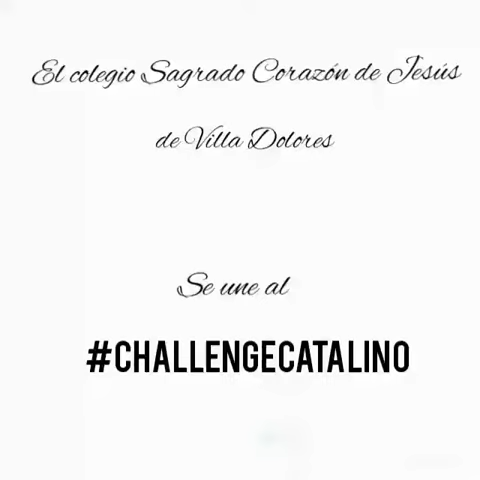 El colegio Sagrado Corazón de Jesús
de Villa Dolores
Se une al
#CHALLENGECATALINO